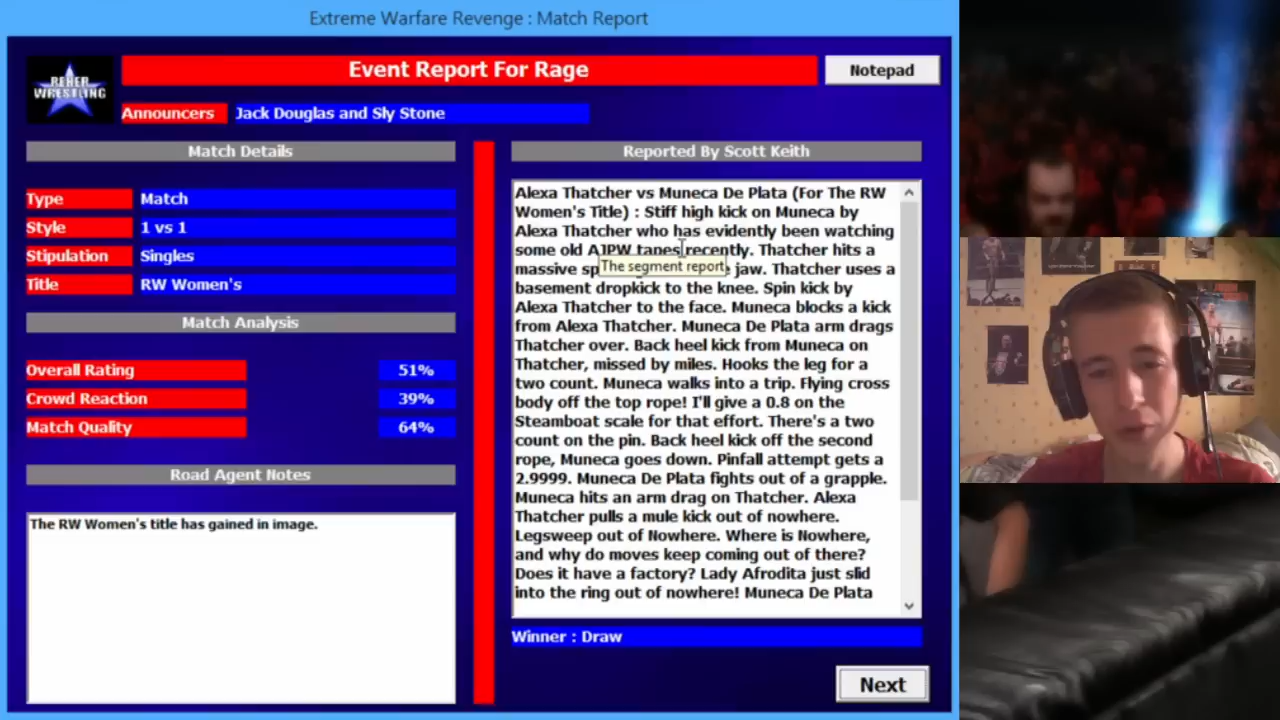 Extreme Warfare Revenge : Match Report
REHER
WRESTLING
Event Report For Rage
Notepad
Announcers
Jack Douglas and Sly Stone
Match Details
Type
Match
Style
1 vs 1
Stipulation
Singles
Title
RW Women's
Match Analysis
Overall Rating
51%
Crowd Reaction
39%
Match Quality
64%
Road Agent Notes
The RW Women's title has gained in image.
Reported By Scott Keith
Alexa Thatcher vs Muneca De Plata (For The RW
Women's Title) : Stiff high kick on Muneca by
Alexa Thatcher who has evidently been watching
some old AJPW tapes recently. Thatcher hits a
massive sp
The segment report
jaw. Thatcher uses a
basement dropkick to the knee. Spin kick by
Alexa Thatcher to the face. Muneca blocks a kick
from Alexa Thatcher. Muneca De Plata arm drags
Thatcher over. Back heel kick from Muneca on
Thatcher, missed by miles. Hooks the leg for a
two count. Muneca walks into a trip. Flying cross
body off the top rope! I'll give a 0.8 on the
Steamboat scale for that effort. There's a two
count on the pin. Back heel kick off the second
rope, Muneca goes down. Pinfall attempt gets a
2.9999. Muneca De Plata fights out of a grapple.
Muneca hits an arm drag on Thatcher. Alexa
Thatcher pulls a mule kick out of nowhere.
Legsweep out of Nowhere. Where is Nowhere,
and why do moves keep coming out of there?
Does it have a factory? Lady Afrodita just slid
into the ring out of nowhere! Muneca De Plata
Winner : Draw
Next